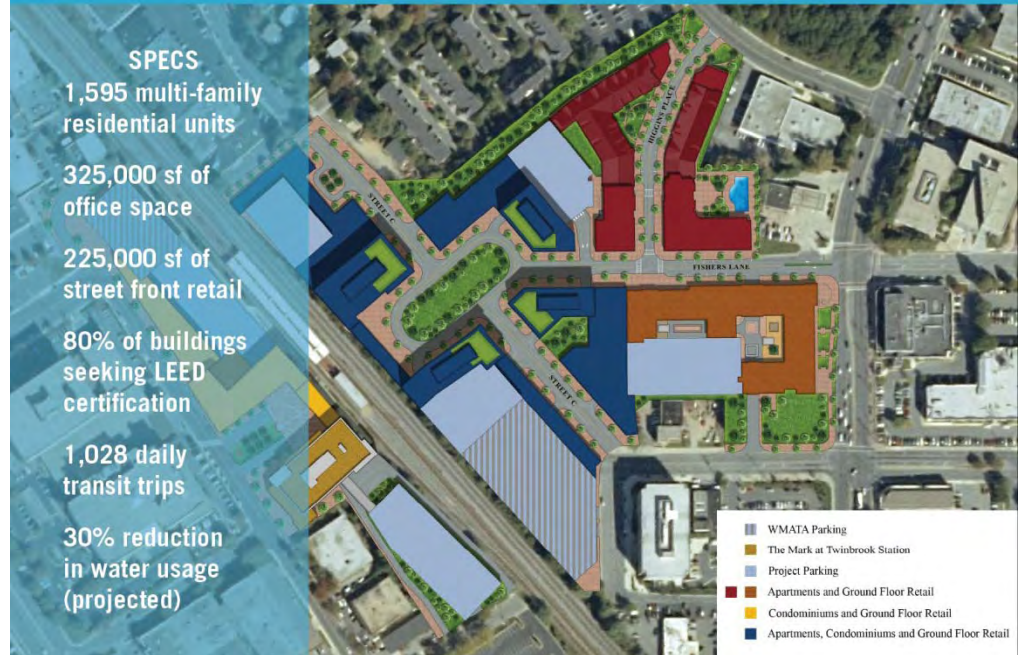 SPECS
1,595 multi-family
residential units
325,000 sf of
office space
225,000 sf of
street front retail
80% of buildings
seeking LEED
certification
1,028 daily
transit trips
30% reduction
in water usage
(projected)
STREET C
HIGGINS PLACE
FISHERS LANE
STREET C
WMATA Parking
The Mark at Twinbrook Station
Project Parking
Apartments and Ground Floor Retail
Condominiums and Ground Floor Retail
Apartments, Condominiums and Ground Floor Retail